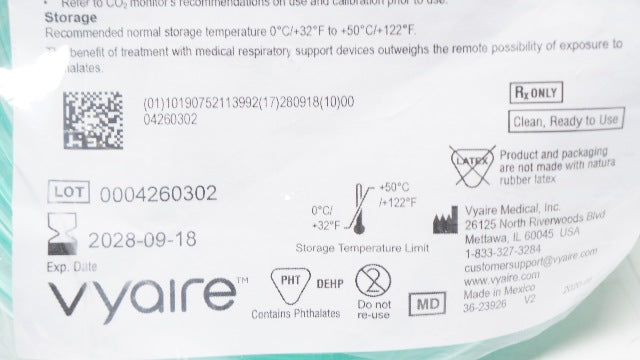 • Refer to CO₂ monitor's recommendations on use and calibration prior to use.
Storage
Recommended normal storage temperature 0°C/+32°F to +50°C/+122°F.
benefit of treatment with medical respiratory support devices outweighs the remote possibility of exposure to
alates.
(01)10190752113992(17)280918(10)00
04260302
Rx ONLY
Clean, Ready to Use
LATEX
Product and packaging
are not made with natura
rubber latex
LOT 0004260302
2028-09-18
Exp. Date
0°C/
+32°F
+50°C
/+122°F
Storage Temperature Limit
Vyaire Medical, Inc.
26125 North Riverwoods Blvd
Mettawa, IL 60045 USA
1-833-327-3284
customersupport@vyaire.com
www.vyaire.com
Made in Mexico
36-23926 V2
vyaire™
PHT DEHP
Contains Phthalates
2
Do not
re-use
MD